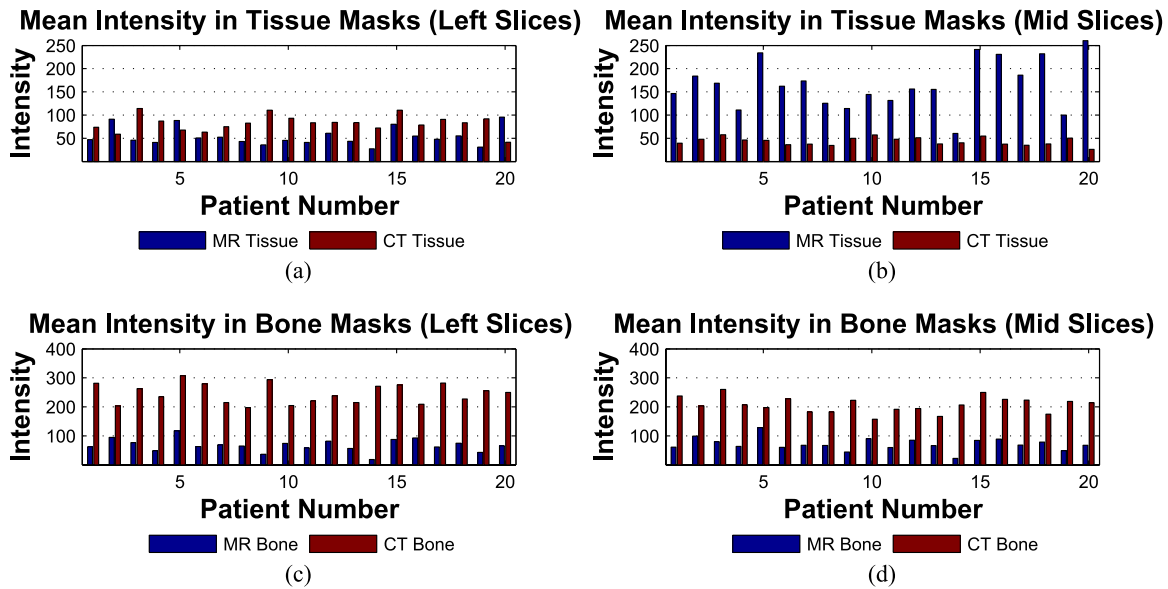 Mean Intensity in Tissue Masks (Left Slices)
Intensity
250
200
150
100
50
5
10
15
20
Patient Number
MR Tissue
CT Tissue
(a)
Mean Intensity in Tissue Masks (Mid Slices)
Intensity
250
200
150
100
50
5
10
15
20
Patient Number
MR Tissue
CT Tissue
(b)
Mean Intensity in Bone Masks (Left Slices)
Intensity
400
300
200
100
5
10
15
20
Patient Number
MR Bone
CT Bone
(c)
Mean Intensity in Bone Masks (Mid Slices)
Intensity
400
300
200
100
5
10
15
20
Patient Number
MR Bone
CT Bone
(d)